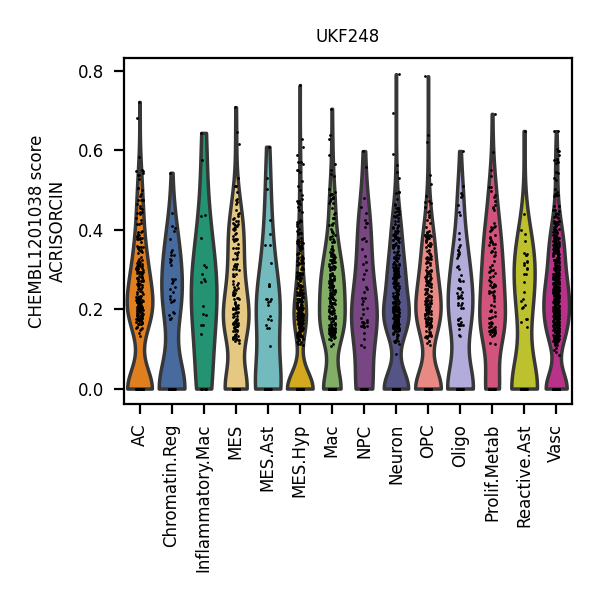 UKF248
CHEMBL1201038 score
ACRISORCIN
0.8
0.6
0.4
0.2
0.0
AC
Chromatin.Reg
Inflammatory.Mac
MES
MES.Ast
MES.Hyp
Mac
NPC
Neuron
OPC
Oligo
Prolif.Metab
Reactive.Ast
Vasc